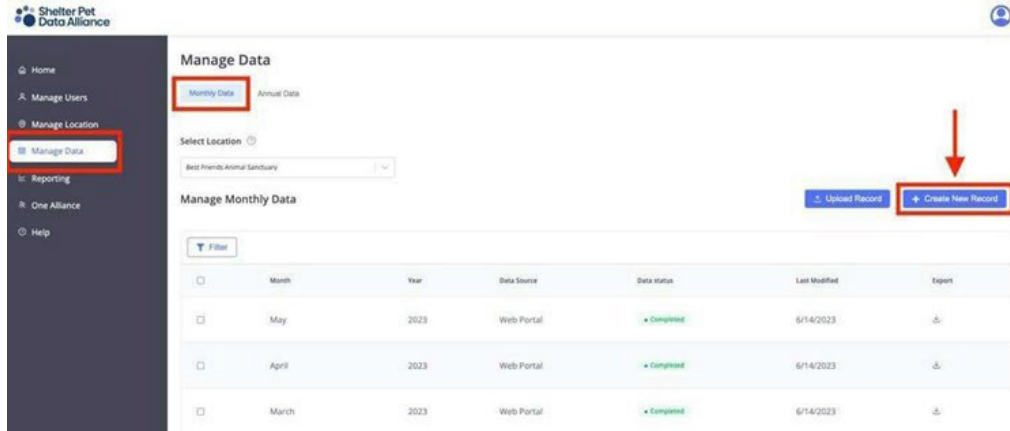 Shelter Pet
Data Alliance
Home
Manage Users
Manage Location
Manage Data
Reporting
One Alliance
Help
Manage Data
Monthly Data Annual Data
Select Location
Best Friends Animal Sanctuary
Manage Monthly Data
Upload Record + Create New Record
Filter
Month Year Data Source Data status Last Modified Export
May 2023 Web Portal Completed 6/14/2023
April 2023 Web Portal Completed 6/14/2023
March 2023 Web Portal Completed 6/14/2023